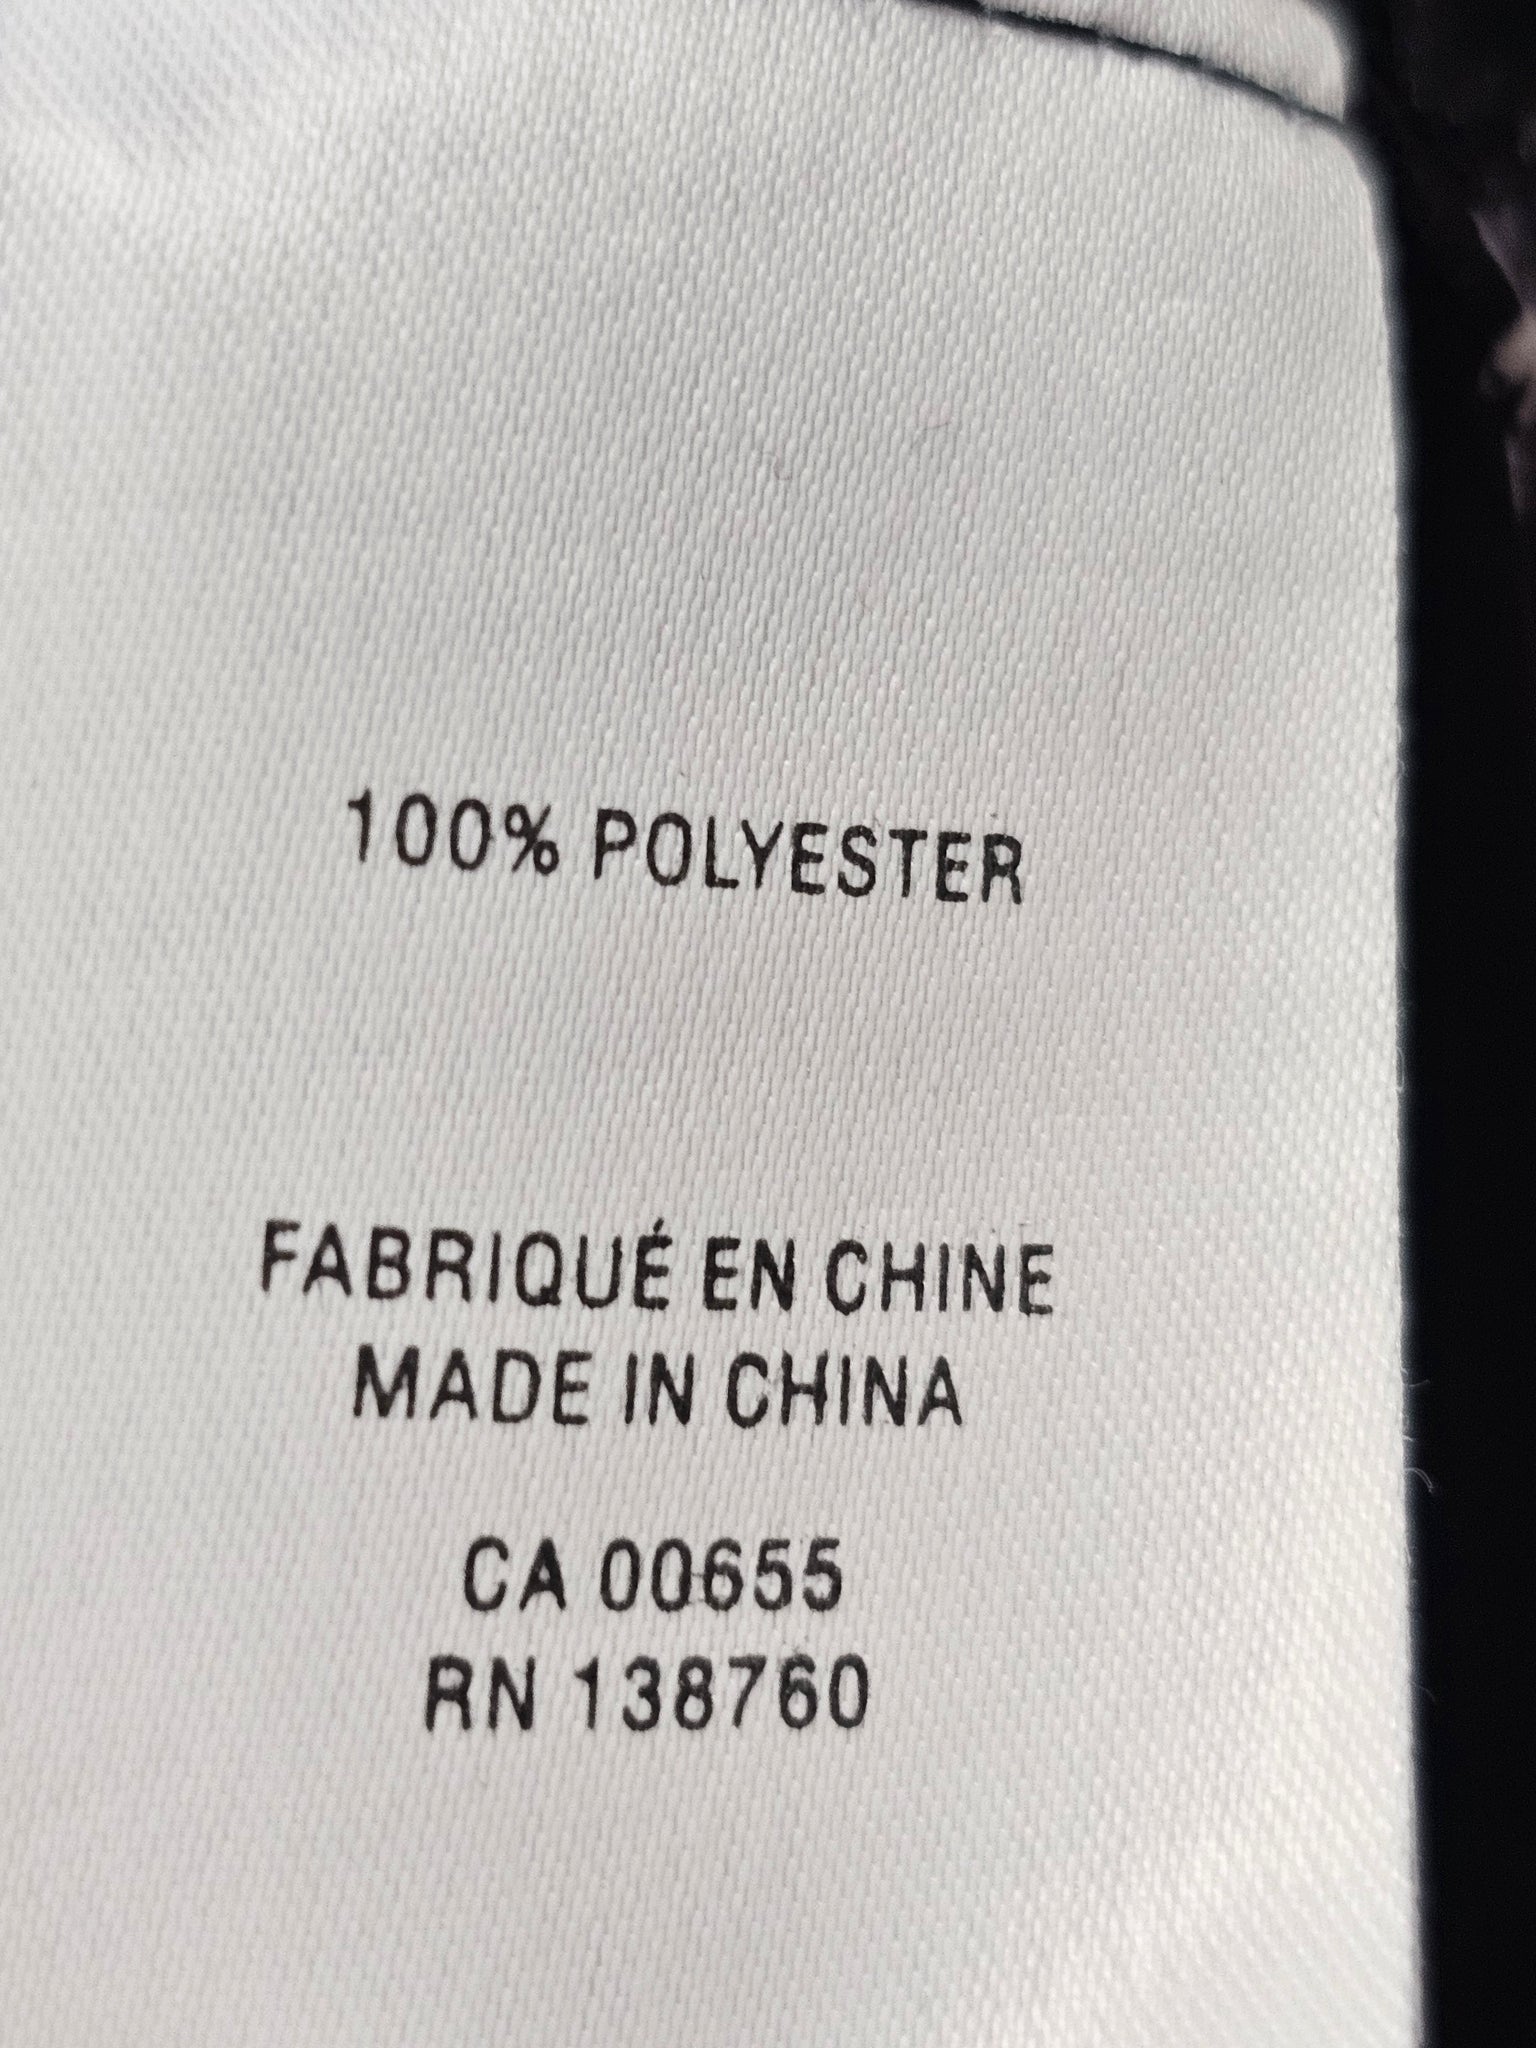 100% POLYESTER
FABRIQUÉ EN CHINE
MADE IN CHINA
CA 00655
RN 138760